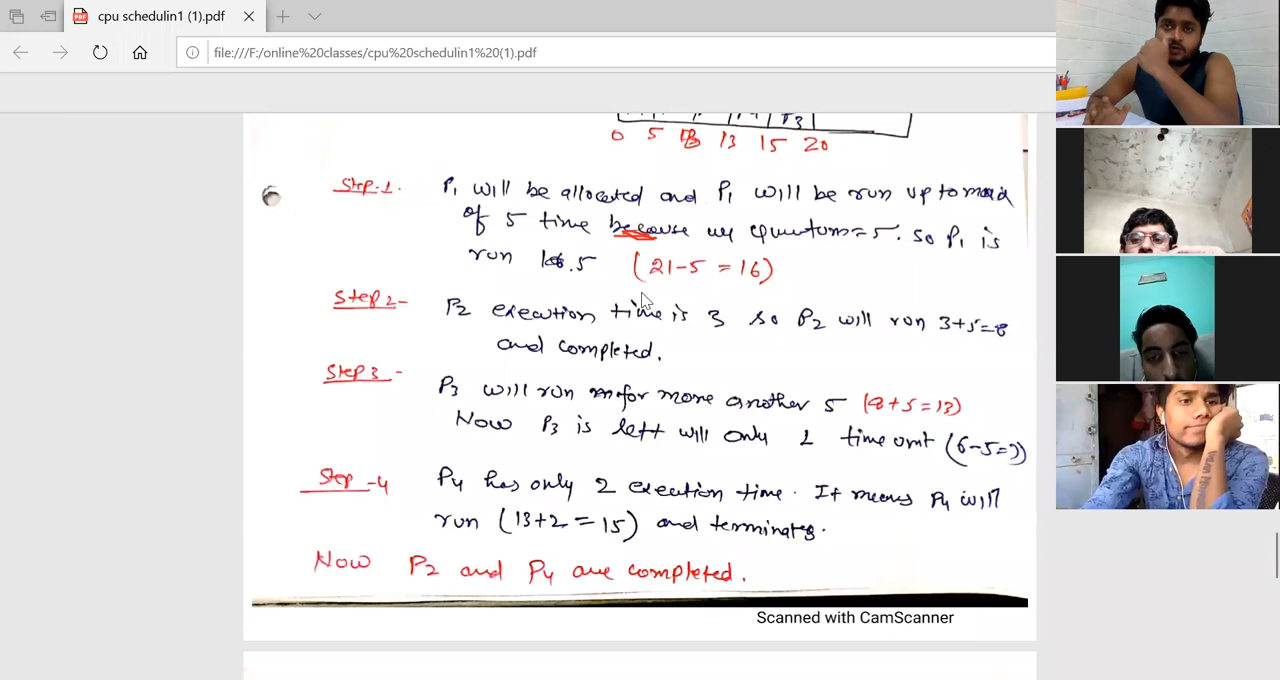 cpu schedulin1 (1).pdf
file:///F:/online%20classes/cpu%20schedulin1%20(1).pdf
0 5 8 13 15 20
Step-1. P1 will be allocated and P1 will be run up to
of 5 time because quantum=5. so P1 is
run 5 (21-5 = 16)
Step 2- P2 execution time is 3 so P2 will run 3+5=8
and completed.
Step 3 - P3 will run for more another 5 (8+5=13)
Now P3 is left will only 1 time unit (6-5=1)
Step -4 P4 has only 2 exection time. It means P4 will
run (13+2=15) and terminates.
Now P2 and P4 are completed.
Scanned with CamScanner